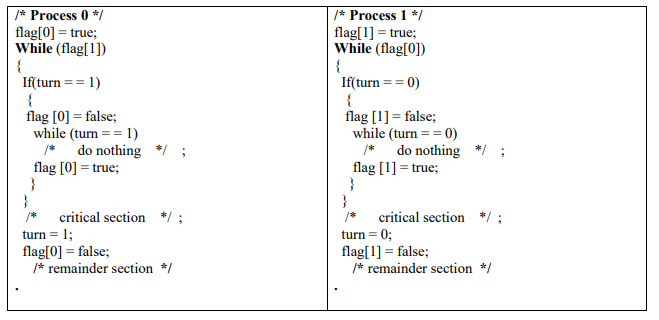 /* Process 0 */
flag[0] = true;
While (flag[1])
{
If(turn = = 1)
{
flag [0] = false;
while (turn = = 1)
/* do nothing */ ;
flag [0] = true;
}
}
/* critical section */ ;
turn = 1;
flag[0] = false;
/* remainder section */
.
/* Process 1 */
flag[1] = true;
While (flag[0])
{
If(turn = = 0)
{
flag [1] = false;
while (turn = = 0)
/* do nothing */ ;
flag [1] = true;
}
}
/* critical section */ ;
turn = 0;
flag[1] = false;
/* remainder section */
.